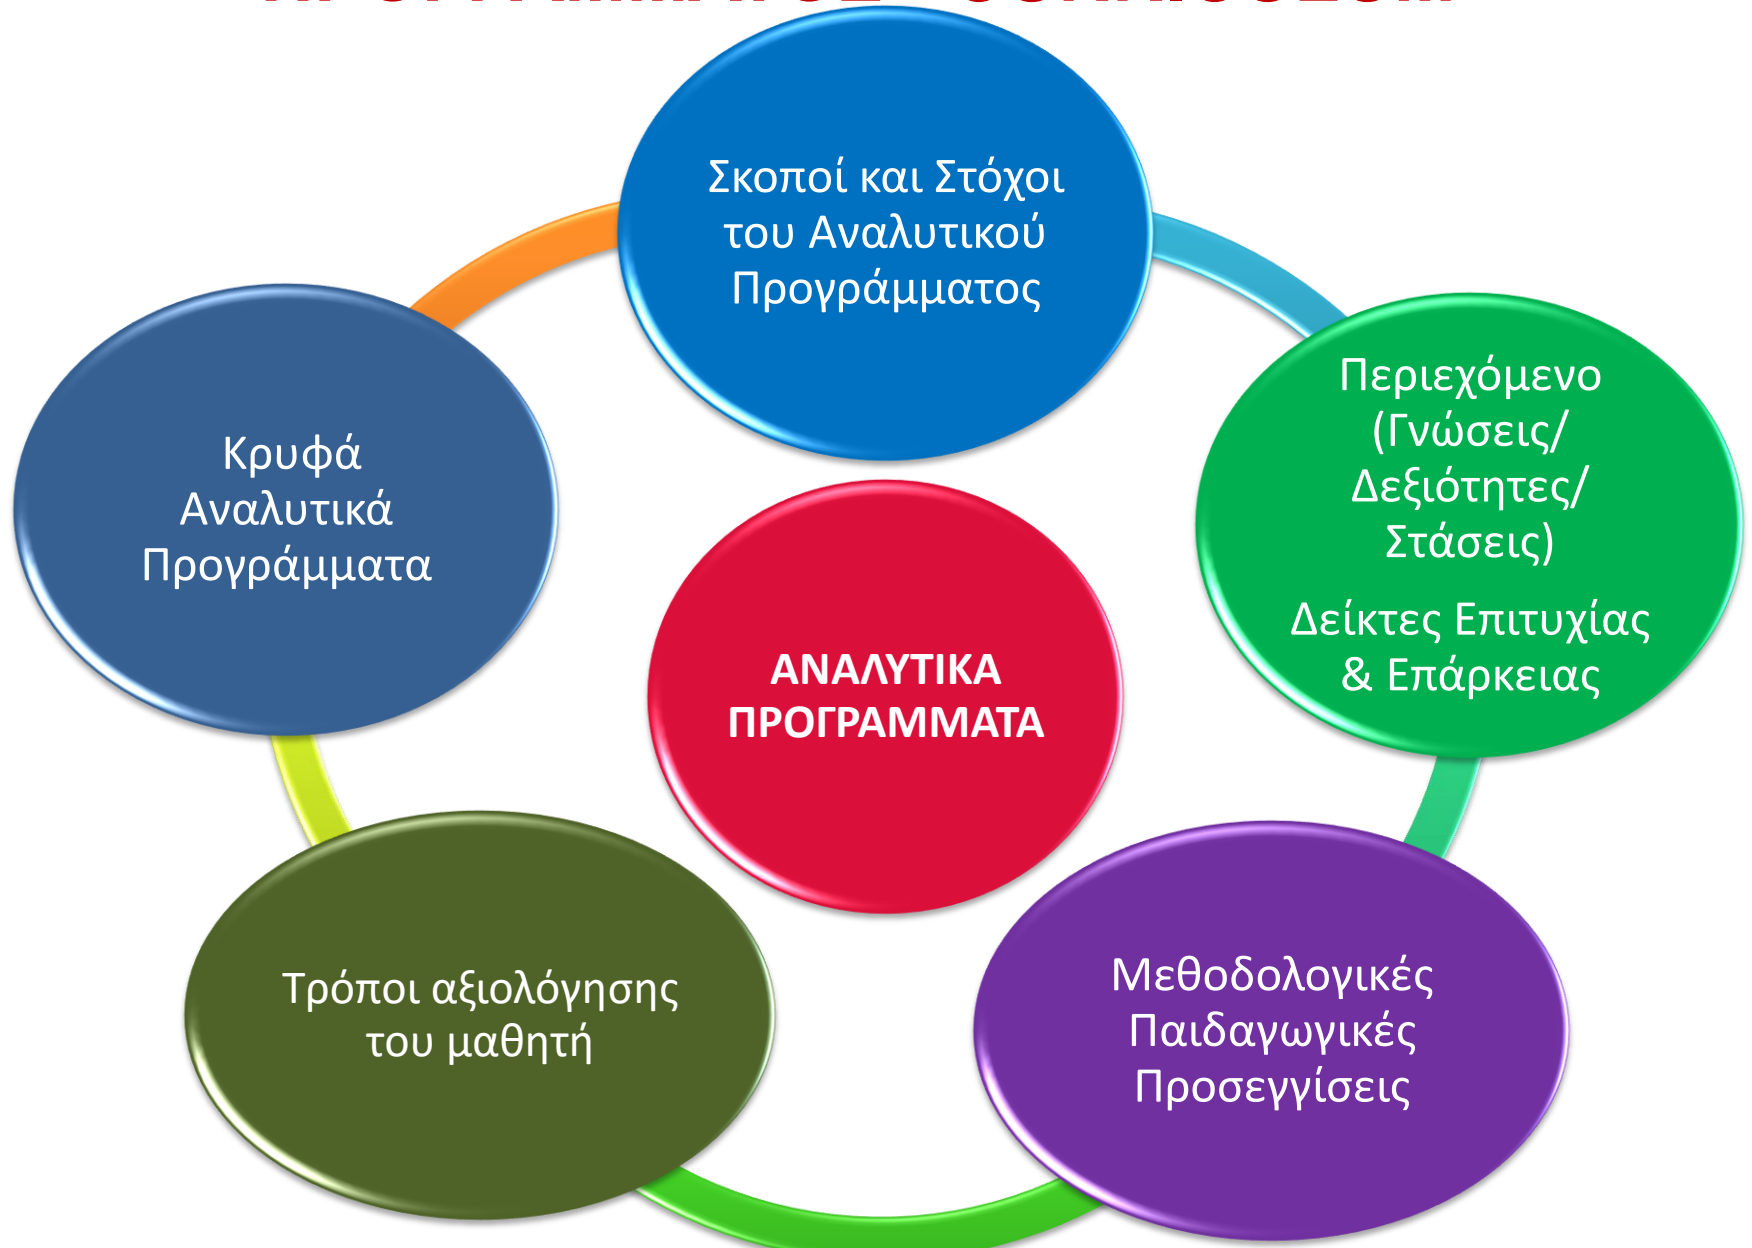 Σκοποί και Στόχοι
του Αναλυτικού
Προγράμματος
Περιεχόμενο
(Γνώσεις/
Δεξιότητες/
Στάσεις)
Δείκτες Επιτυχίας
& Επάρκειας
Κρυφά
Αναλυτικά
Προγράμματα
ΑΝΑΛΥΤΙΚΑ
ΠΡΟΓΡΑΜΜΑΤΑ
Μεθοδολογικές
Παιδαγωγικές
Προσεγγίσεις
Τρόποι αξιολόγησης
του μαθητή